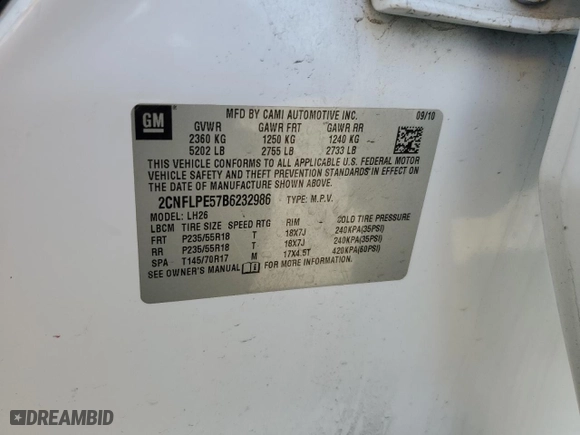 GM
MFD BY CAMI AUTOMOTIVE INC. 09/10
GVWR GAWR FRT GAWR RR
2360 KG 1250 KG 1240 KG
5202 LB 2755 LB 2733 LB
THIS VEHICLE CONFORMS TO ALL APPLICABLE U.S. FEDERAL MOTOR
VEHICLE SAFETY AND THEFT PREVENTION STANDARDS IN EFFECT ON
THE DATE OF MANUFACTURE SHOWN ABOVE.
2CNFLPE57B6232986 TYPE: M.P.V.
MODEL: LH26
LBCM TIRE SIZE SPEED RTG RIM COLD TIRE PRESSURE
FRT P235/55R18 T 18X7J 240KPA(35PSI)
RR P235/55R18 T 18X7J 240KPA(35PSI)
SPA T145/70R17 M 17X4.5T 420KPA(60PSI)
SEE OWNER'S MANUAL FOR MORE INFORMATION.
DREAMBID